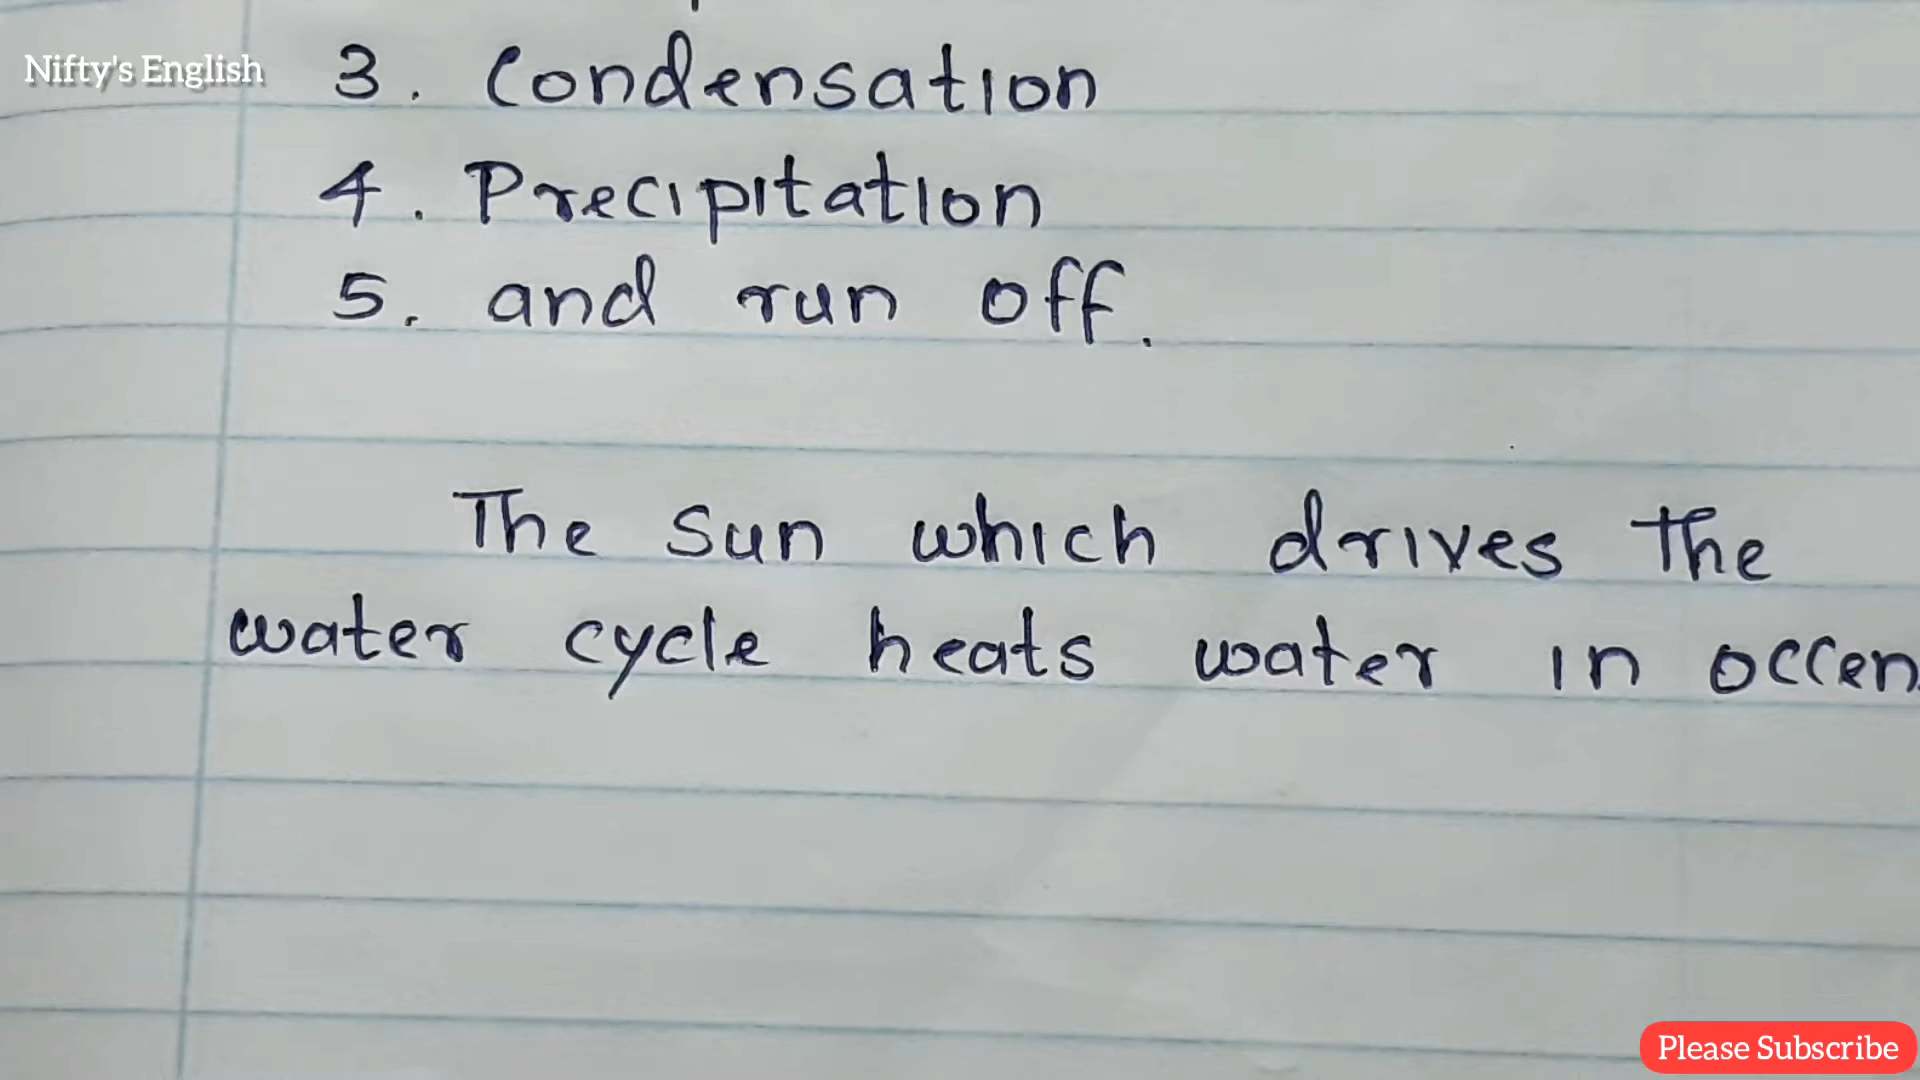 Nifty's English
3. Condensation
4. Precipitation
5. and run off.
The Sun which drives the
water cycle heats water in occen
Please Subscribe